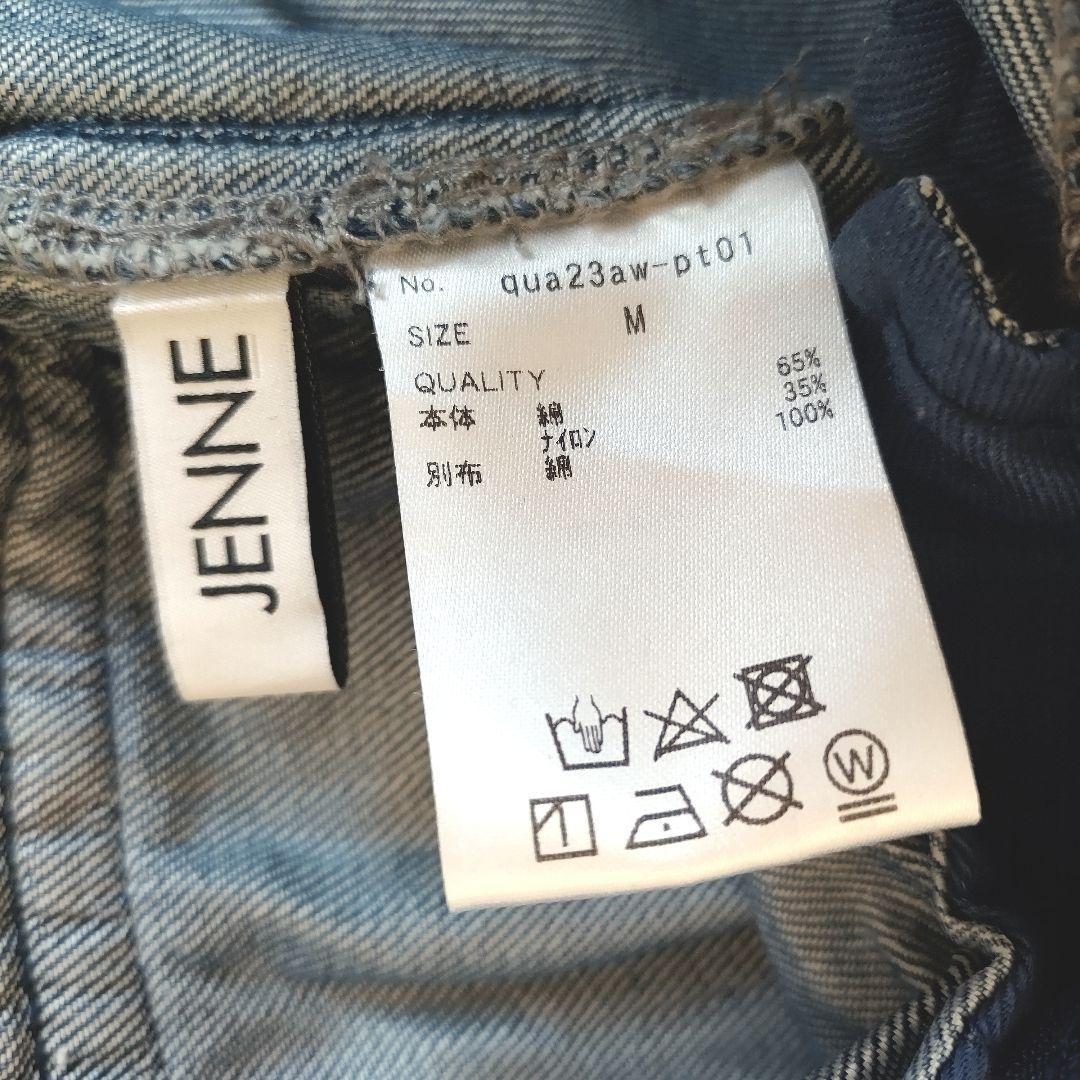 JENNE
No. qua23aw-pt01
SIZE M
QUALITY 65%
本体 綿 35%
ナイロン 100%
別布 綿
1
W